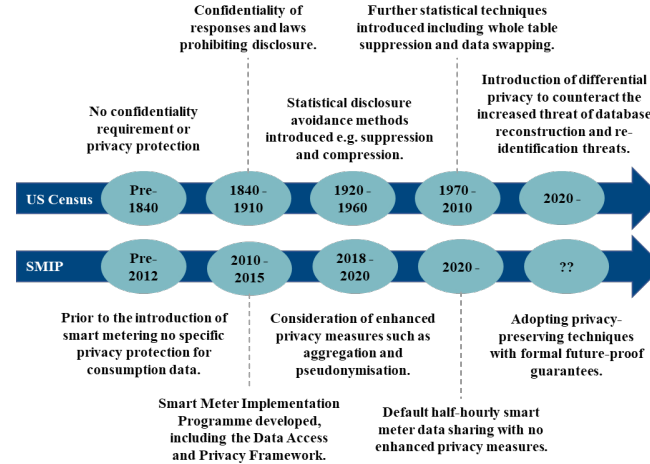 Confidentiality of
responses and laws
prohibiting disclosure.
Further statistical techniques
introduced including whole table
suppression and data swapping.
No confidentiality
requirement or
privacy protection
Statistical disclosure
avoidance methods
introduced e.g. suppression
and compression.
Introduction of differential
privacy to counteract the
increased threat of database
reconstruction and re-
identification threats.
US Census
Pre-
1840
1840 -
1910
1920 -
1960
1970 -
2010
2020 -
SMIP
Pre-
2012
2010 -
2015
2018 -
2020
2020 -
??
Prior to the introduction of
smart metering no specific
privacy protection for
consumption data.
Consideration of enhanced
privacy measures such as
aggregation and
pseudonymisation.
Adopting privacy-
preserving techniques
with formal future-proof
guarantees.
Smart Meter Implementation
Programme developed,
including the Data Access
and Privacy Framework.
Default half-hourly smart
meter data sharing with no
enhanced privacy measures.